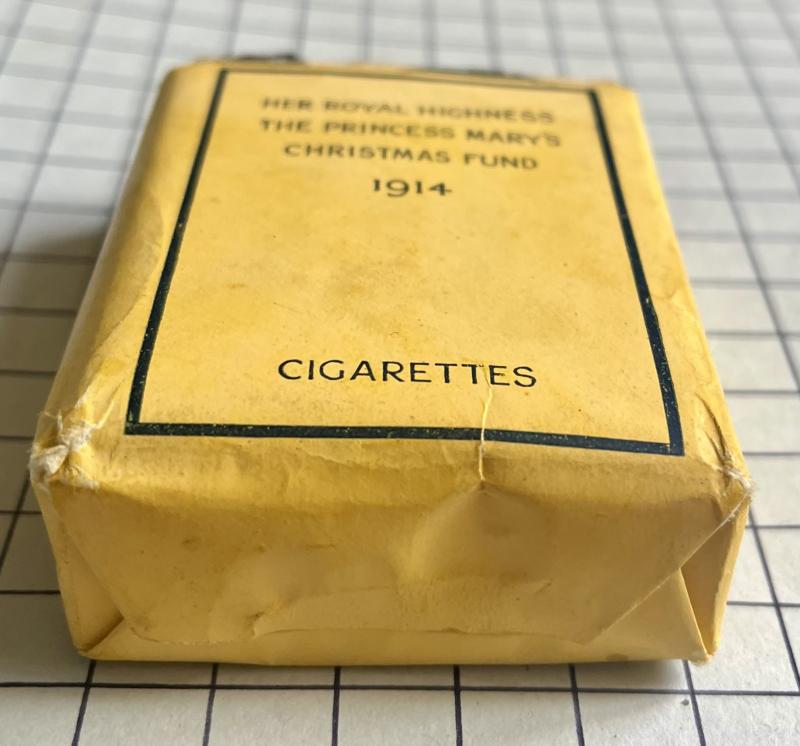 HER ROYAL HIGHNESS
THE PRINCESS MARY'S
CHRISTMAS FUND
1914
CIGARETTES